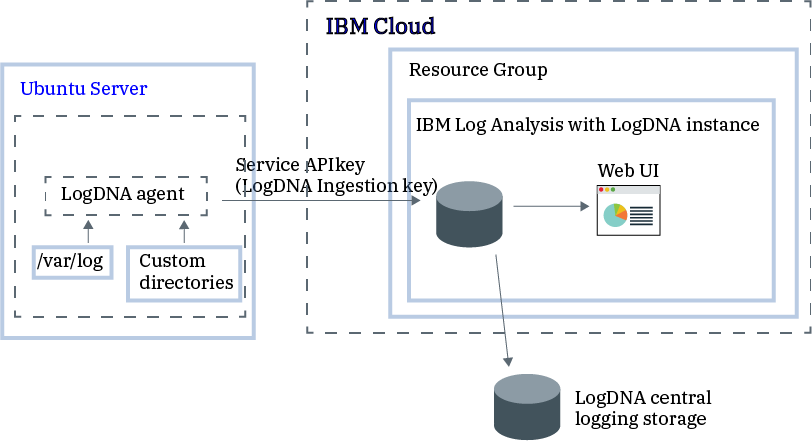 IBM Cloud
Resource Group
Ubuntu Server
IBM Log Analysis with LogDNA instance
Service APIkey
(LogDNA Ingestion key)
Web UI
LogDNA agent
/var/log
Custom
directories
LogDNA central
logging storage